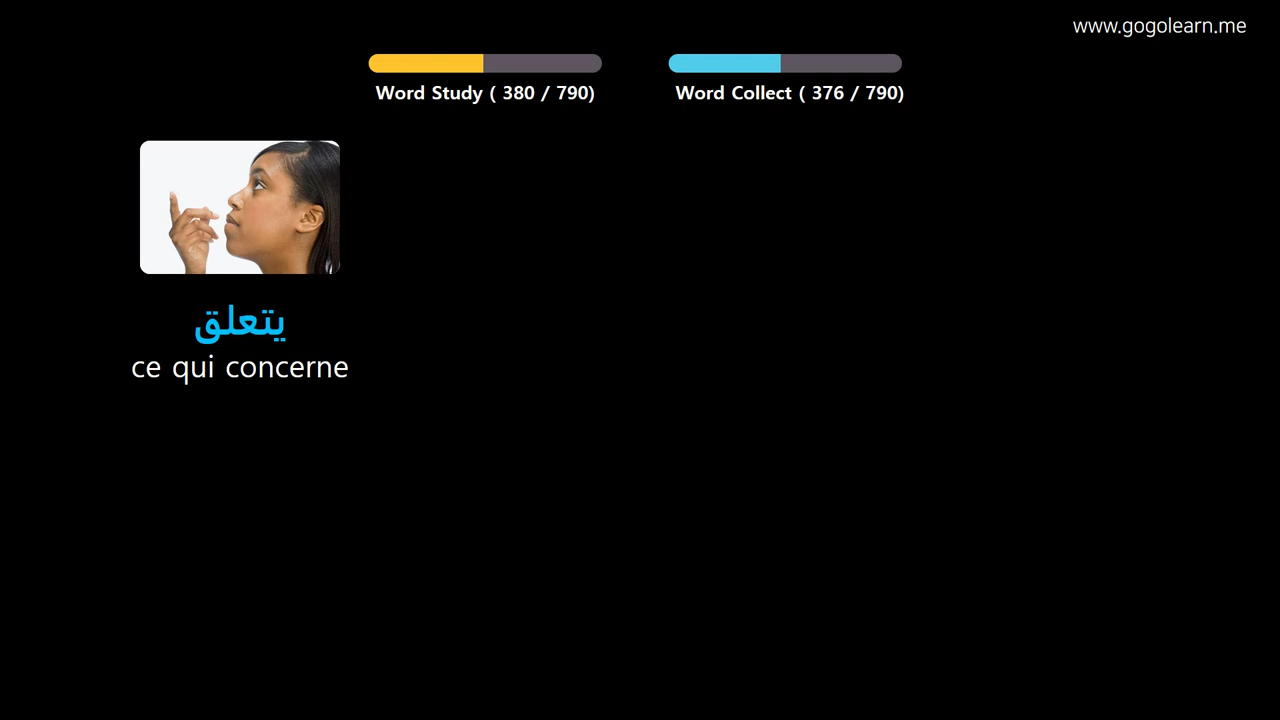 www.gogolearn.me
Word Study ( 380 / 790)
Word Collect ( 376 / 790)
يتعلق
ce qui concerne